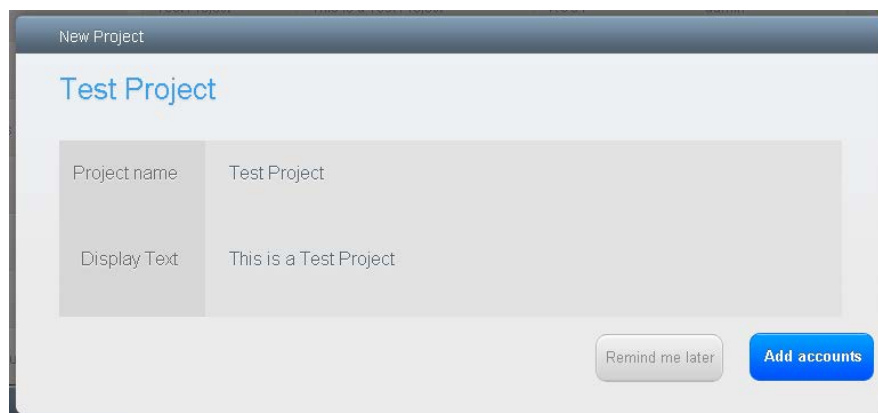 New Project
Test Project
Project name Test Project
Display Text This is a Test Project
Remind me later Add accounts